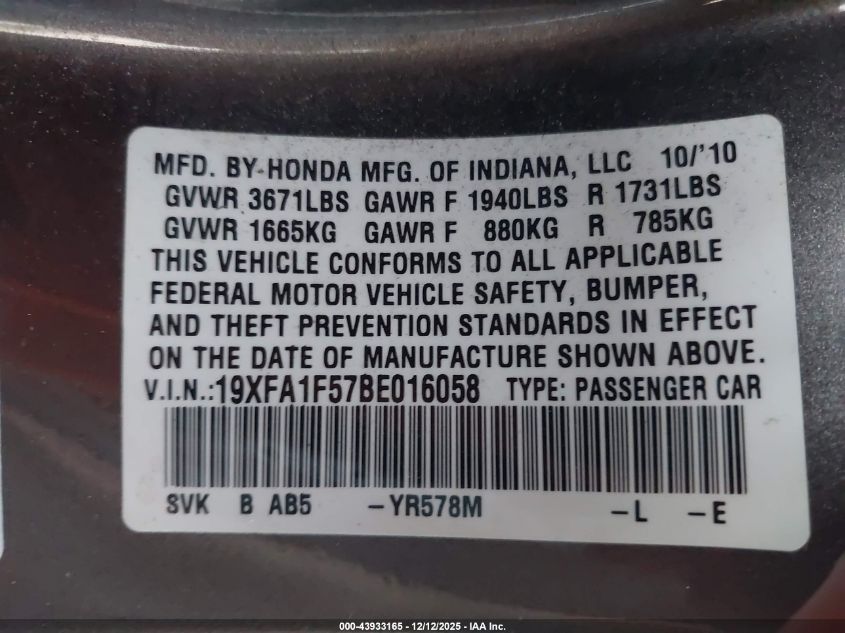 MFD. BY HONDA MFG. OF INDIANA, LLC 10/'10
GVWR 3671LBS GAWR F 1940LBS R 1731LBS
GVWR 1665KG GAWR F 880KG R 785KG
THIS VEHICLE CONFORMS TO ALL APPLICABLE
FEDERAL MOTOR VEHICLE SAFETY, BUMPER,
AND THEFT PREVENTION STANDARDS IN EFFECT
ON THE DATE OF MANUFACTURE SHOWN ABOVE.
V.I.N.:19XFA1F57BE016058 TYPE: PASSENGER CAR
SVK B AB5 -YR578M -L -E
000-43933165 - 12/12/2025 - IAA Inc.